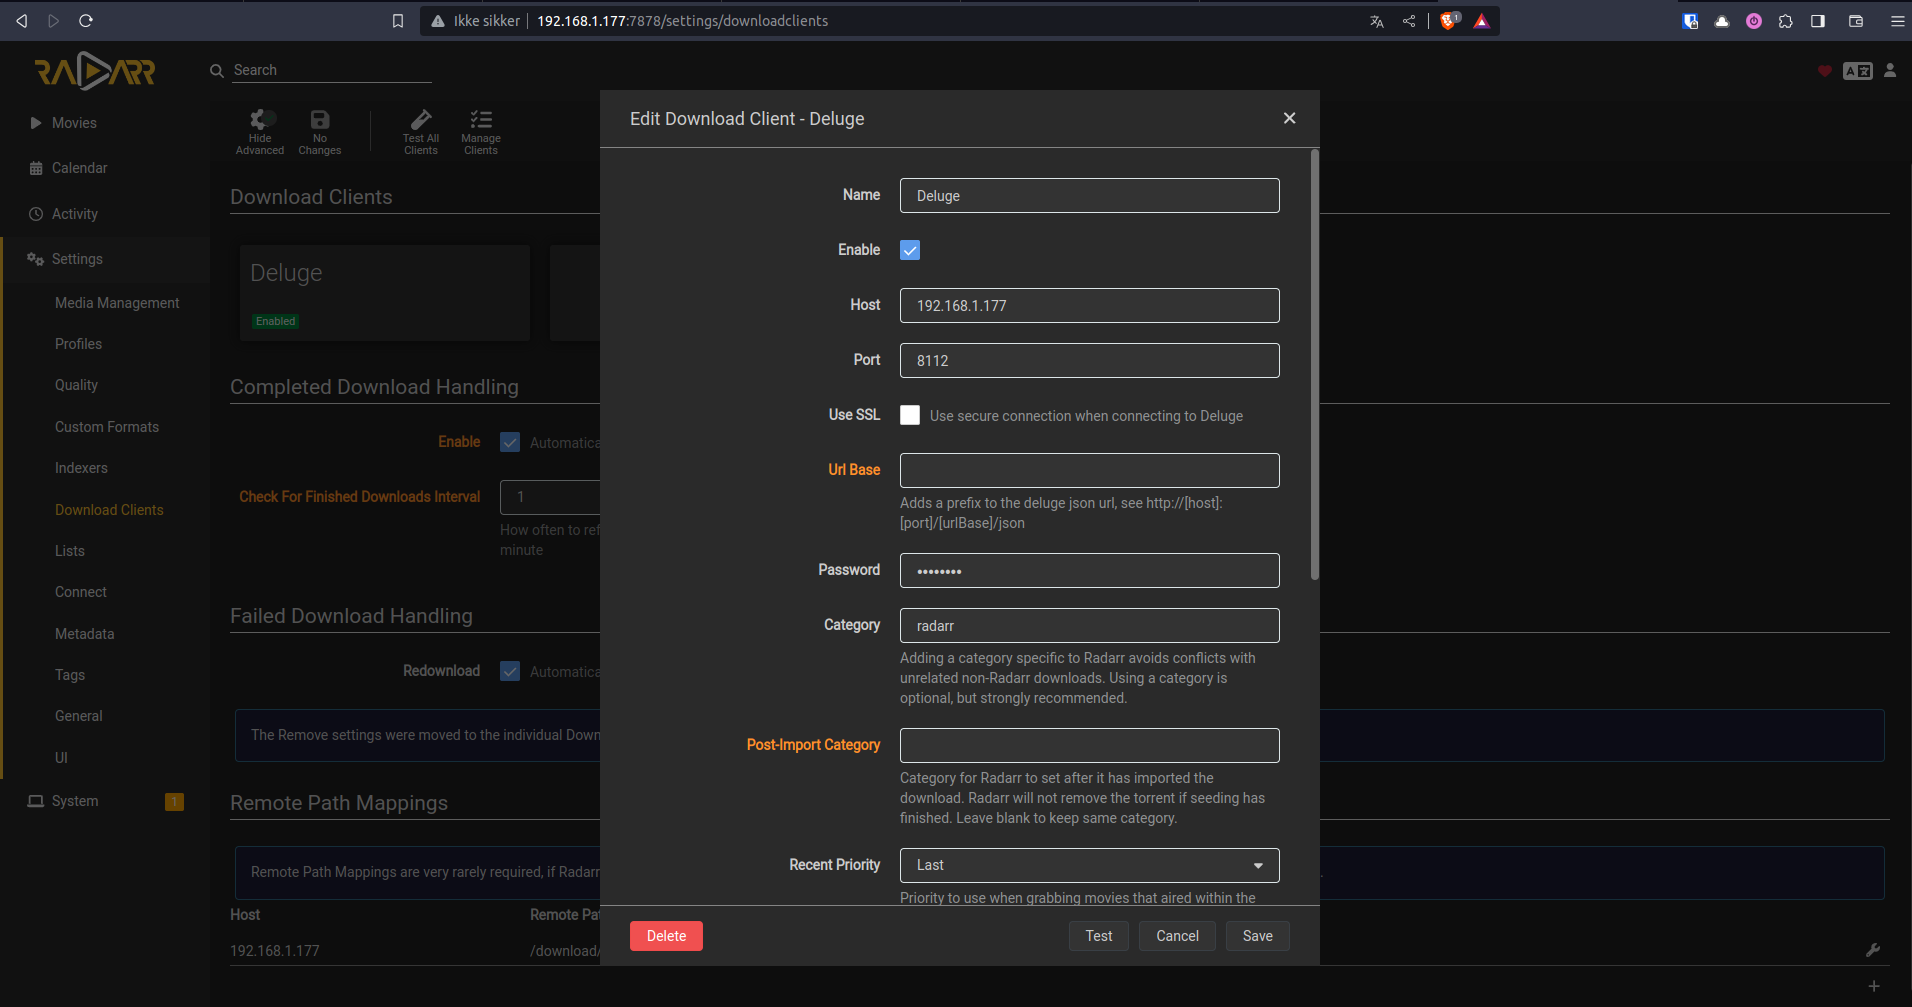 Ikke sikker
192.168.1.177:7878/settings/downloadclients
1
RADARR
Search
Movies
Calendar
Activity
Settings
Media Management
Profiles
Quality
Custom Formats
Indexers
Download Clients
Lists
Connect
Metadata
Tags
General
UI
System
1
Hide
Advanced
No
Changes
Test All
Clients
Manage
Clients
Download Clients
Deluge
Enabled
Completed Download Handling
Enable
Automatica
Check For Finished Downloads Interval
1
How often to ref
minute
Failed Download Handling
Redownload
Automatica
The Remove settings were moved to the individual Down
Remote Path Mappings
Remote Path Mappings are very rarely required, if Radarr
Host
Remote Pat
192.168.1.177
/download/
Edit Download Client - Deluge
Name
Deluge
Enable
Host
192.168.1.177
Port
8112
Use SSL
Use secure connection when connecting to Deluge
Url Base
Adds a prefix to the deluge json url, see http://[host]:
[port]/[urlBase]/json
Password
••••••••
Category
radarr
Adding a category specific to Radarr avoids conflicts with
unrelated non-Radarr downloads. Using a category is
optional, but strongly recommended.
Post-Import Category
Category for Radarr to set after it has imported the
download. Radarr will not remove the torrent if seeding has
finished. Leave blank to keep same category.
Recent Priority
Last
Priority to use when grabbing movies that aired within the
Delete
Test
Cancel
Save